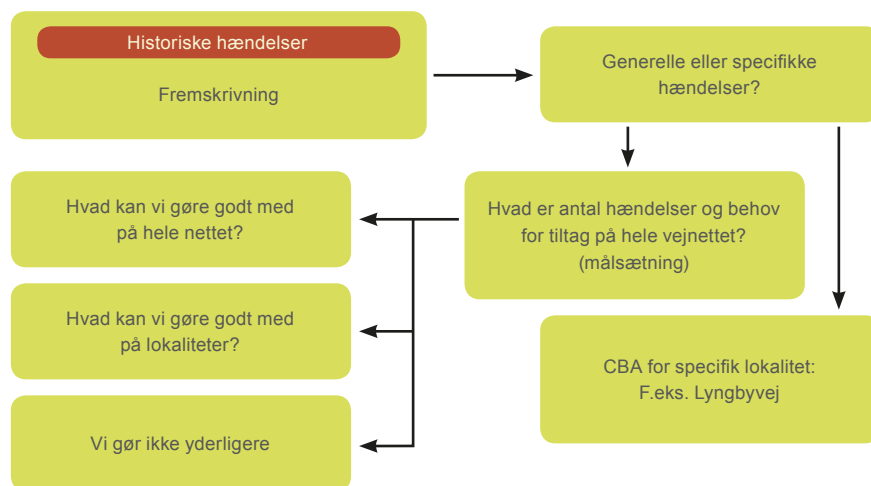 Historiske hændelser
Fremskrivning
Generelle eller specifikke
hændelser?
Hvad er antal hændelser og behov
for tiltag på hele vejnettet?
(målsætning)
Hvad kan vi gøre godt med
på hele nettet?
Hvad kan vi gøre godt med
på lokaliteter?
Vi gør ikke yderligere
CBA for specifik lokalitet:
F.eks. Lyngbyvej